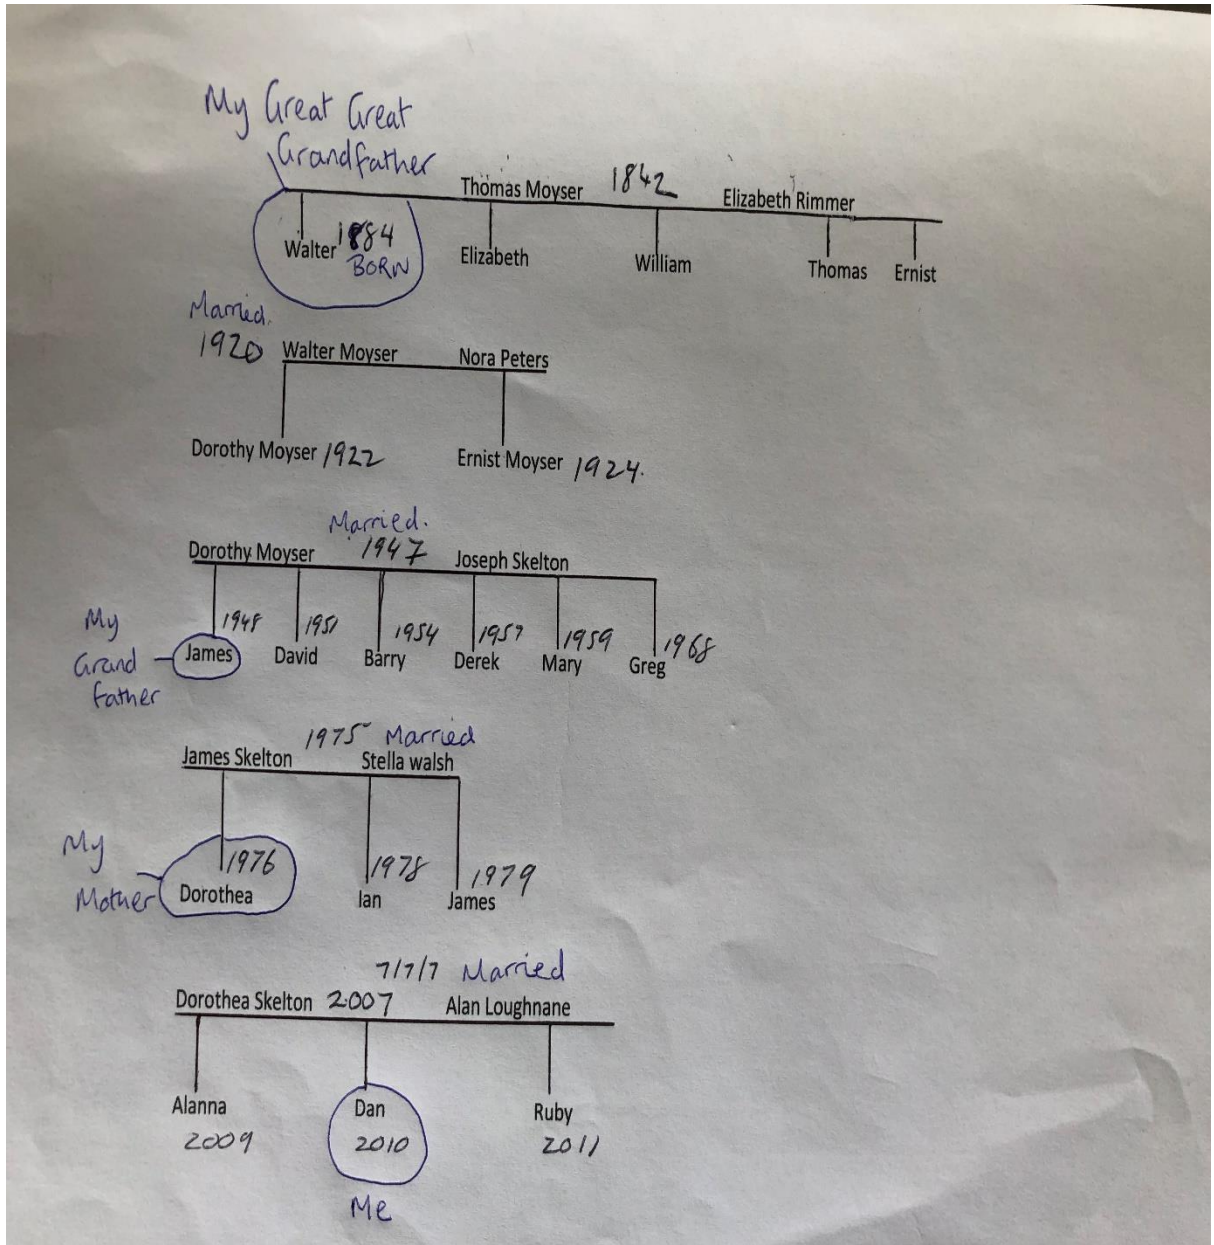 My Great Great
Grandfather
Thomas Moyser 1842 Elizabeth Rimmer
Walter 1884 Elizabeth William Thomas Ernist
BORN
Married.
1920 Walter Moyser Nora Peters
Dorothy Moyser 1922 Ernist Moyser 1924.
Married.
Dorothy Moyser 1947 Joseph Skelton
1948 1951 1954 1957 1959 1968
My
Grand
father
James David Barry Derek Mary Greg
1975 Married
James Skelton Stella walsh
My
Mother
1976 1978 1979
Dorothea Ian James
7/7/7 Married
Dorothea Skelton 2007 Alan Loughnane
Alanna Dan Ruby
2009 2010 2011
Me